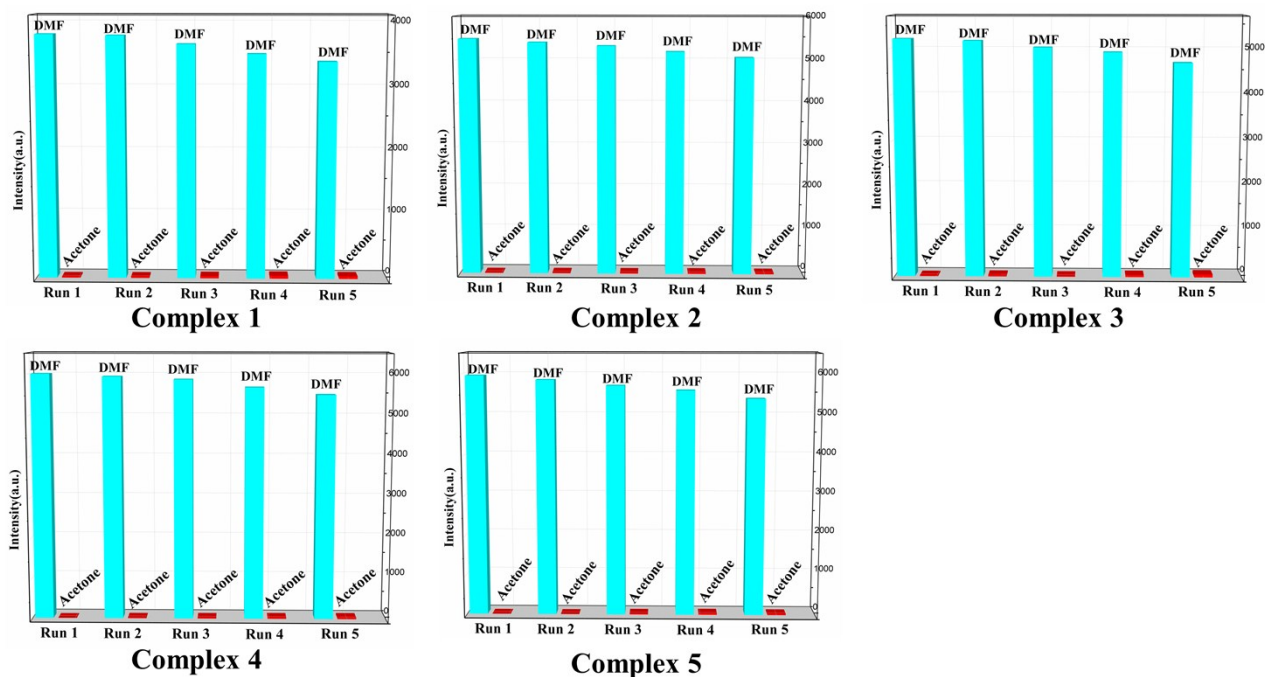 DMF DMF DMF DMF DMF
4000
3000
2000
1000
0
Intensity(a.u.)
Acetone Acetone Acetone Acetone Acetone
Run 1 Run 2 Run 3 Run 4 Run 5
Complex 1
DMF DMF DMF DMF DMF
6000
5000
4000
3000
2000
1000
0
Intensity(a.u.)
Acetone Acetone Acetone Acetone Acetone
Run 1 Run 2 Run 3 Run 4 Run 5
Complex 2
DMF DMF DMF DMF DMF
5000
4000
3000
2000
1000
0
Intensity(a.u.)
Acetone Acetone Acetone Acetone Acetone
Run 1 Run 2 Run 3 Run 4 Run 5
Complex 3
DMF DMF DMF DMF DMF
6000
5000
4000
3000
2000
1000
0
Intensity(a.u.)
Acetone Acetone Acetone Acetone Acetone
Run 1 Run 2 Run 3 Run 4 Run 5
Complex 4
DMF DMF DMF DMF DMF
6000
5000
4000
3000
2000
1000
0
Intensity(a.u.)
Acetone Acetone Acetone Acetone Acetone
Run 1 Run 2 Run 3 Run 4 Run 5
Complex 5